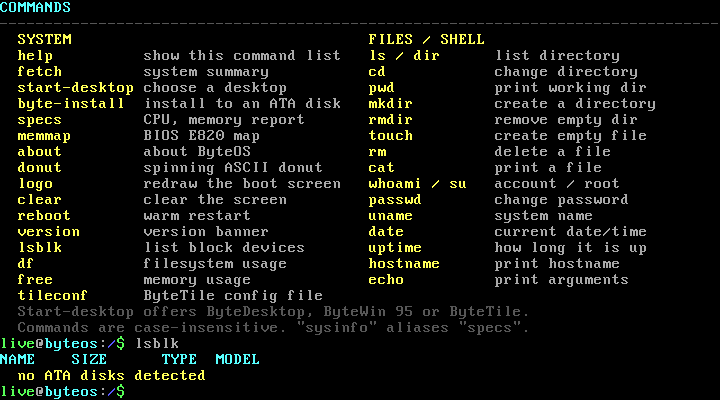 COMMANDS
SYSTEM FILES / SHELL
help show this command list ls / dir list directory
fetch system summary cd change directory
start-desktop choose a desktop pwd print working dir
byte-install install to an ATA disk mkdir create a directory
specs CPU, memory report rmdir remove empty dir
memmap BIOS E820 map touch create empty file
about about ByteOS rm delete a file
donut spinning ASCII donut cat print a file
logo redraw the boot screen whoami / su account / root
clear clear the screen passwd change password
reboot warm restart uname system name
version version banner date current date/time
lsblk list block devices uptime how long it is up
df filesystem usage hostname print hostname
free memory usage echo print arguments
tileconf ByteTile config file
Start-desktop offers ByteDesktop, ByteWin 95 or ByteTile.
Commands are case-insensitive. "sysinfo" aliases "specs".
live@byteos:/$ lsblk
NAME SIZE TYPE MODEL
no ATA disks detected
live@byteos:/$